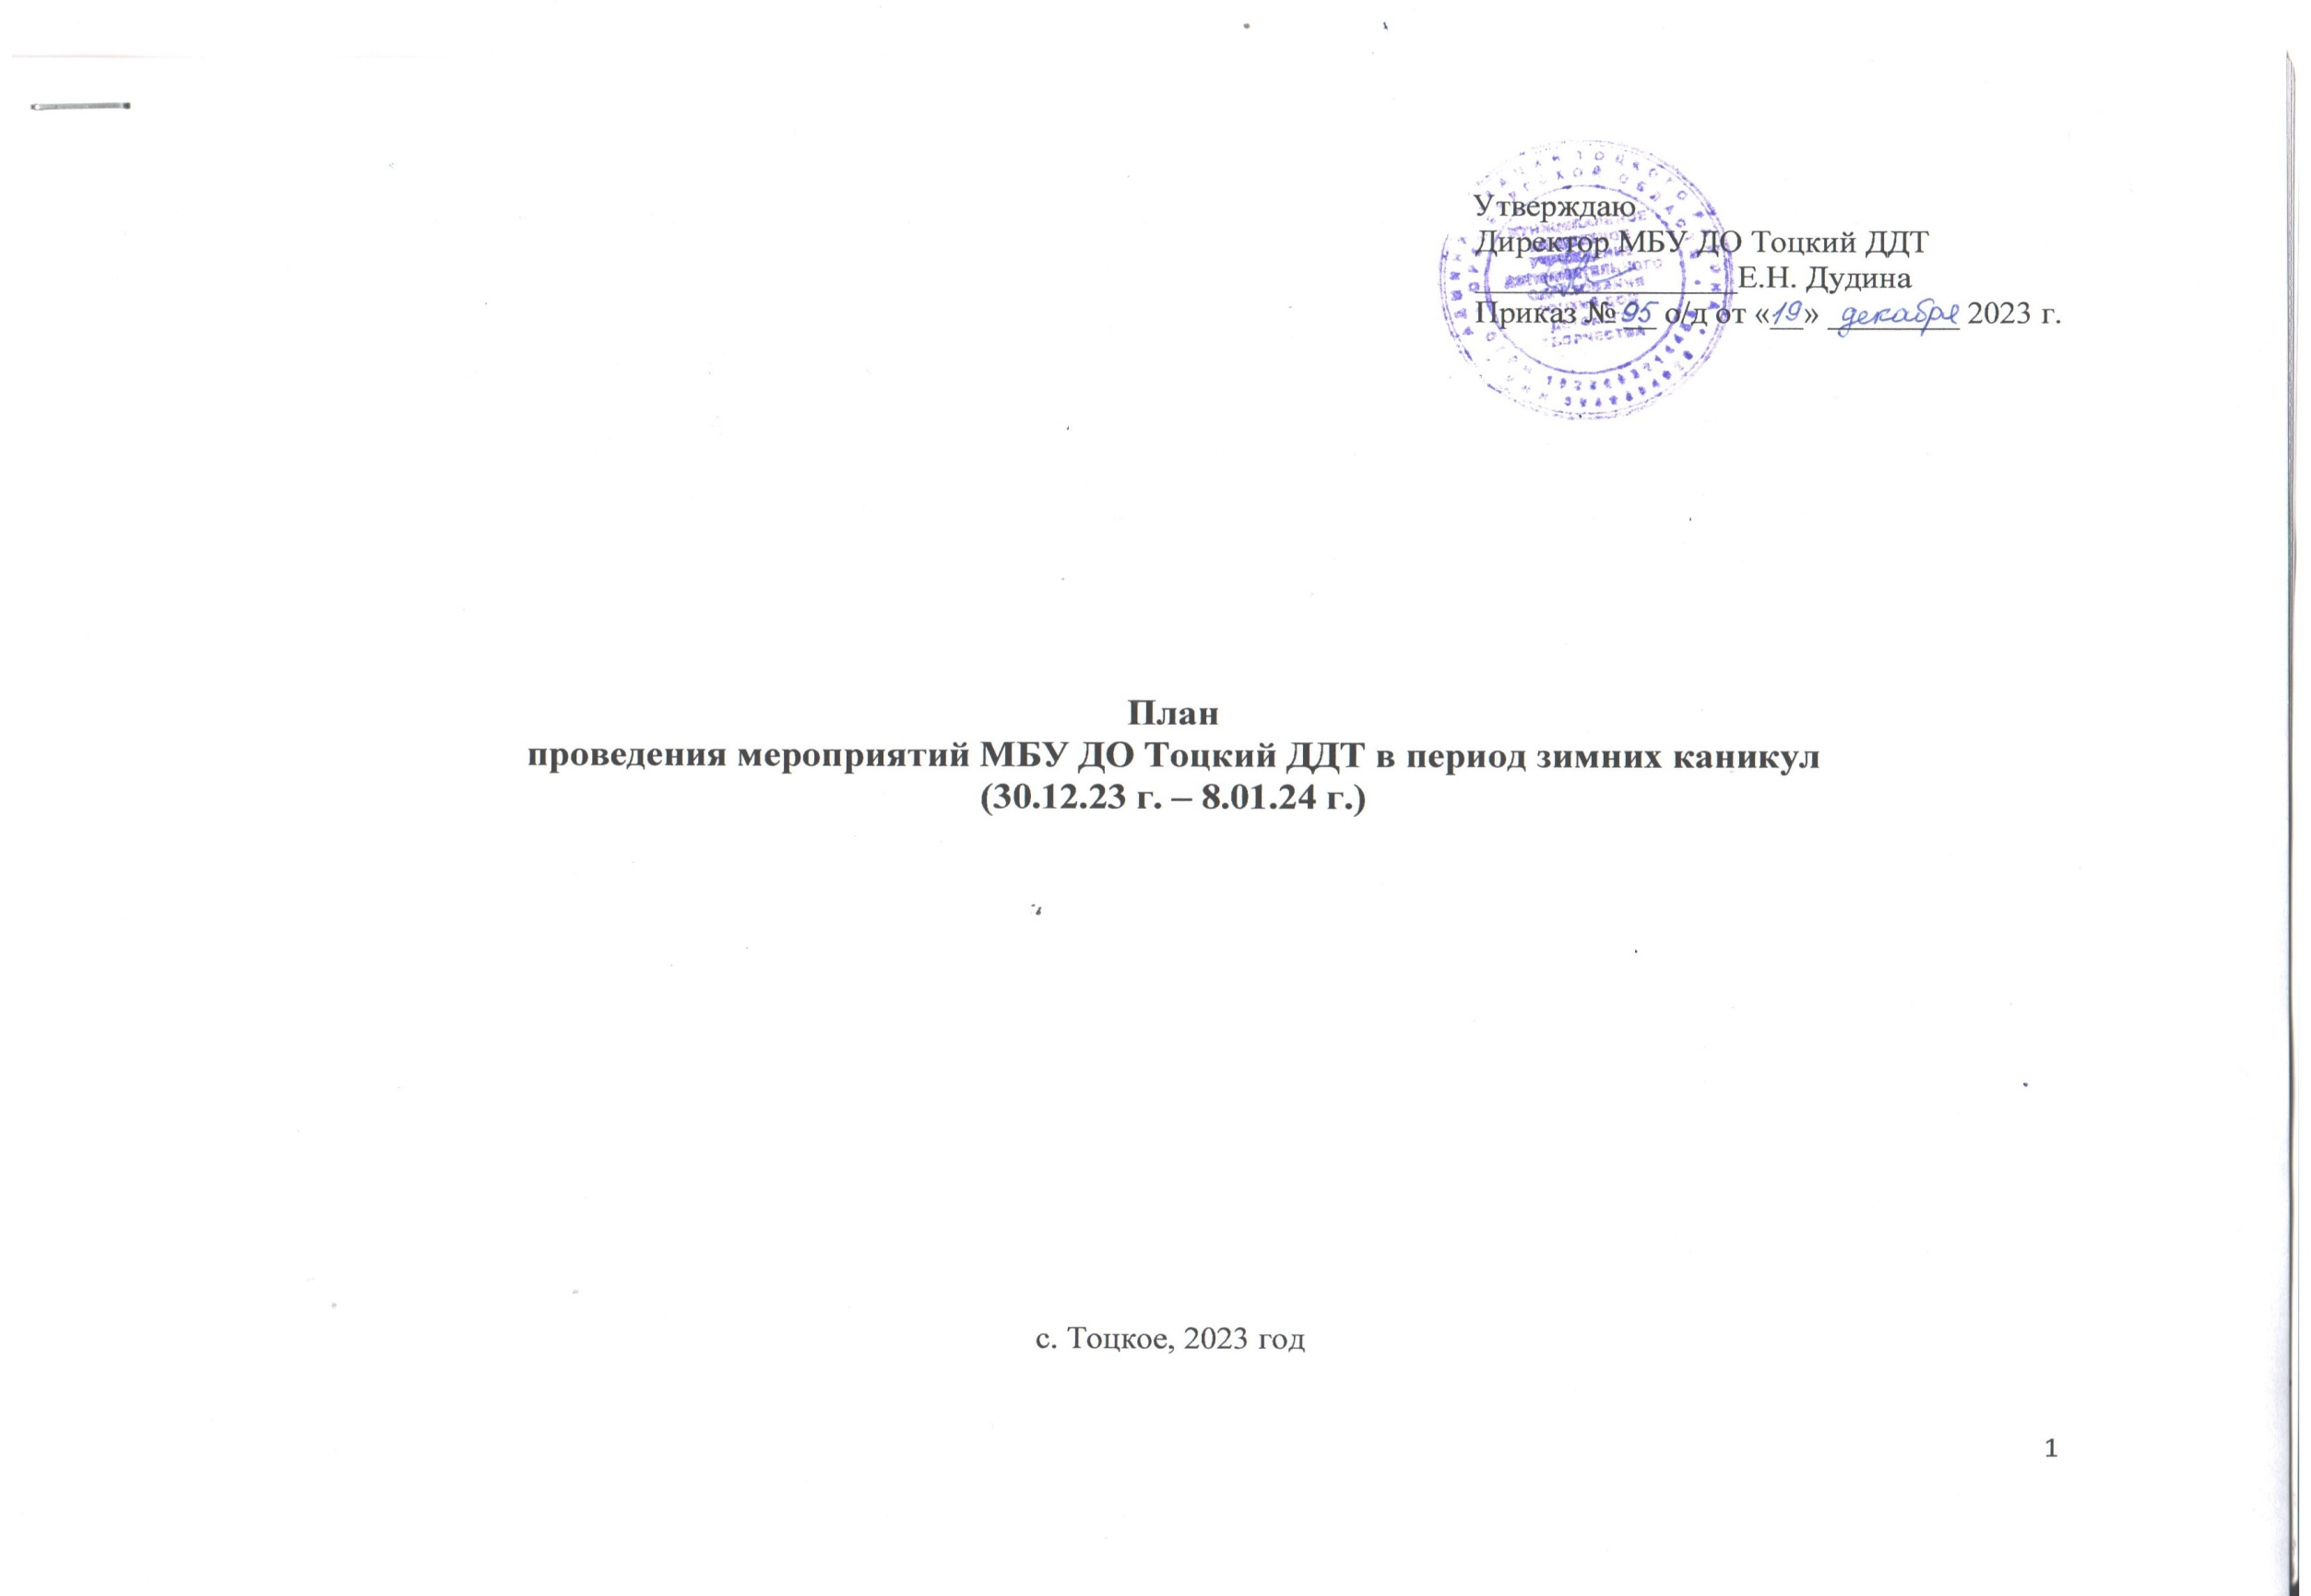 Утверждаю
Директор МБУ ДО Тоцкий ДДТ
________________Е.Н. Дудина
Приказ № 95 о/д от «19» декабря 2023 г.
План
проведения мероприятий МБУ ДО Тоцкий ДДТ в период зимних каникул
(30.12.23 г. – 8.01.24 г.)
с. Тоцкое, 2023 год
1